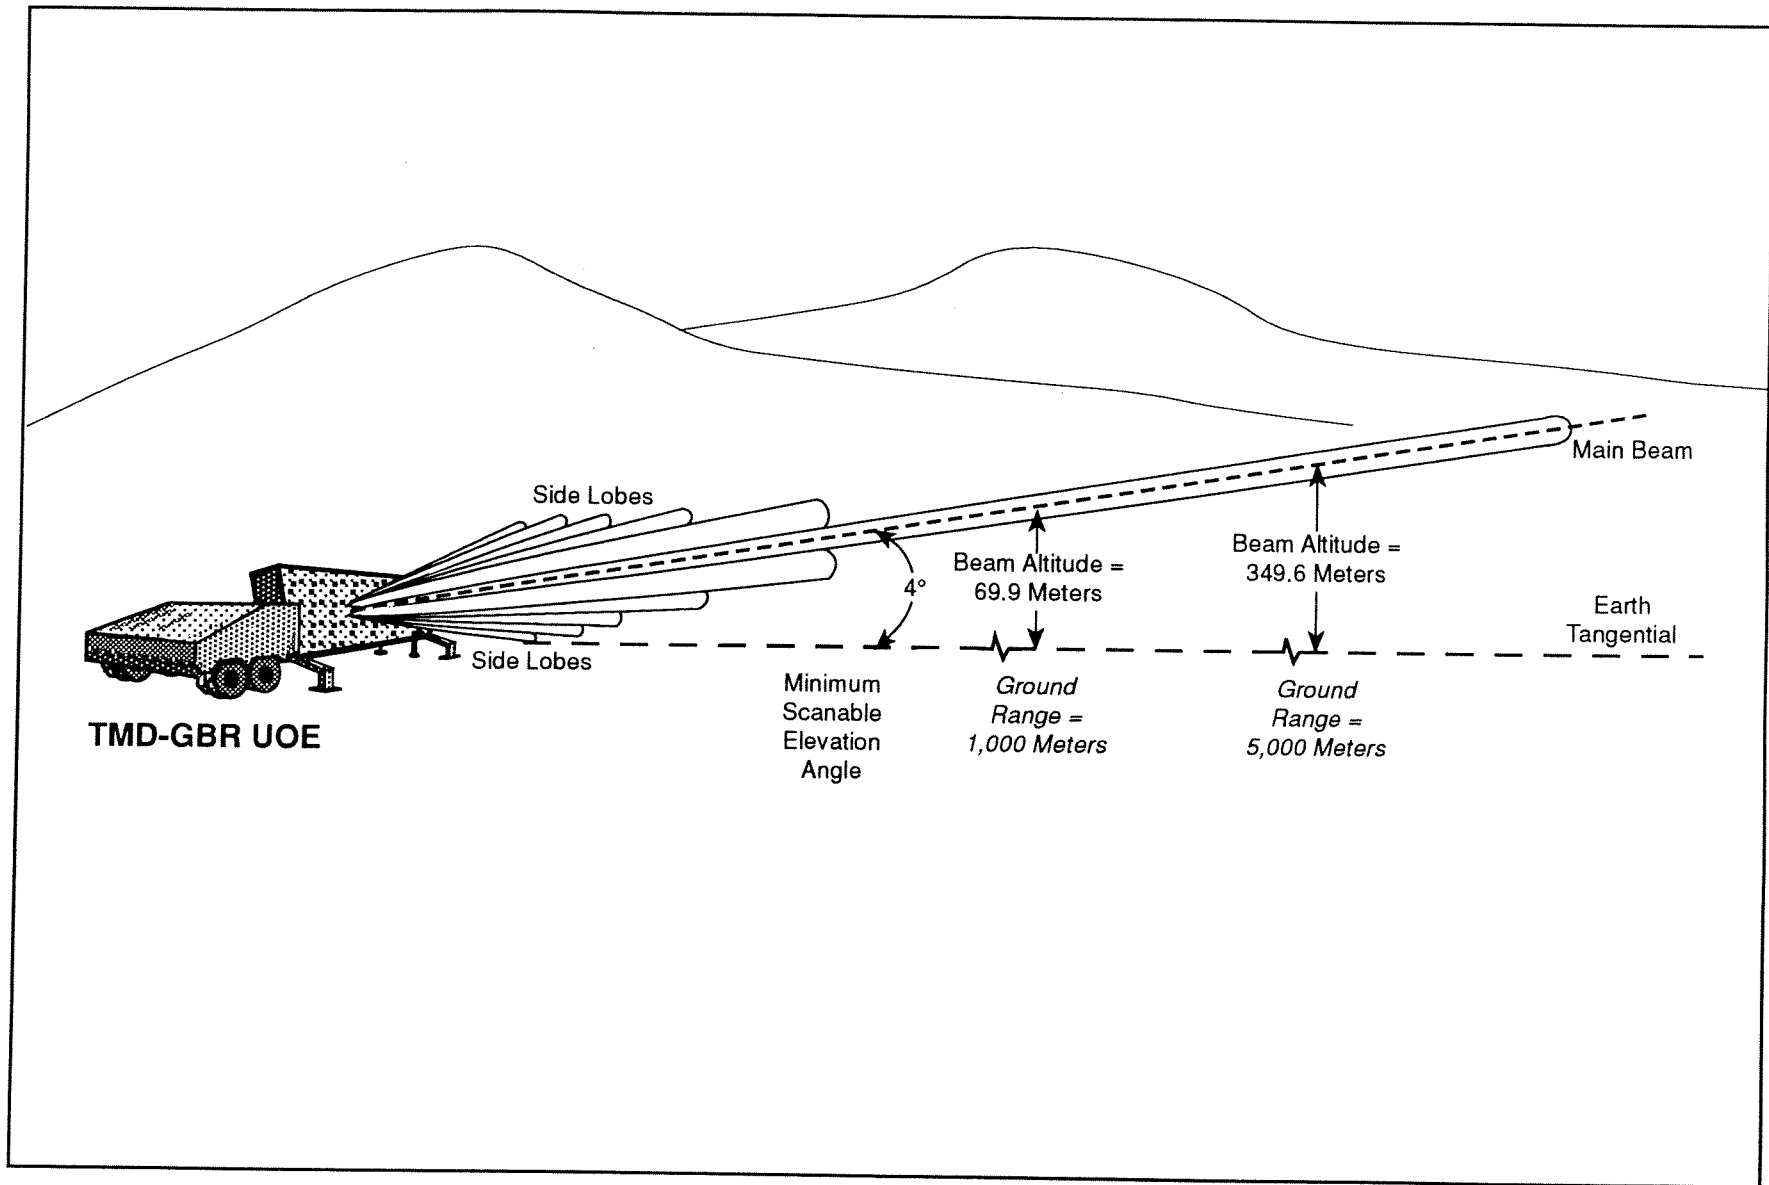 Side Lobes
Main Beam
Beam Altitude =
349.6 Meters
Beam Altitude =
69.9 Meters
4°
Earth
Tangential
Side Lobes
Minimum
Scanable
Elevation
Angle
Ground
Range =
1,000 Meters
Ground
Range =
5,000 Meters
TMD-GBR UOE